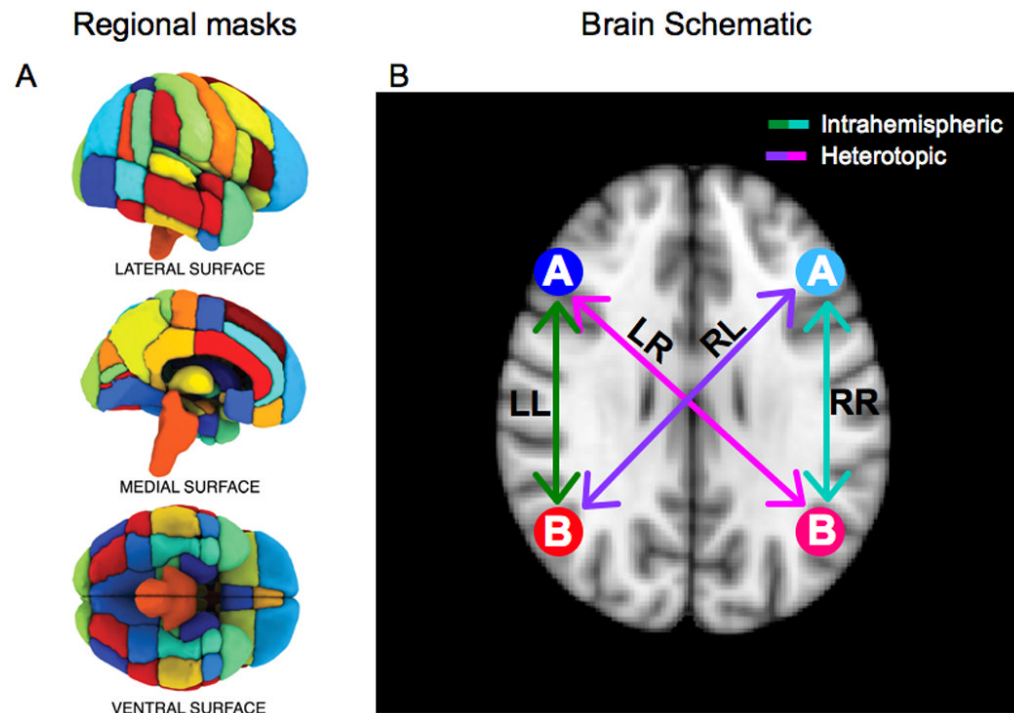 Regional masks
A
LATERAL SURFACE
MEDIAL SURFACE
VENTRAL SURFACE
Brain Schematic
B
Intrahemispheric
Heterotopic
A
A
LR
RL
LL
RR
B
B